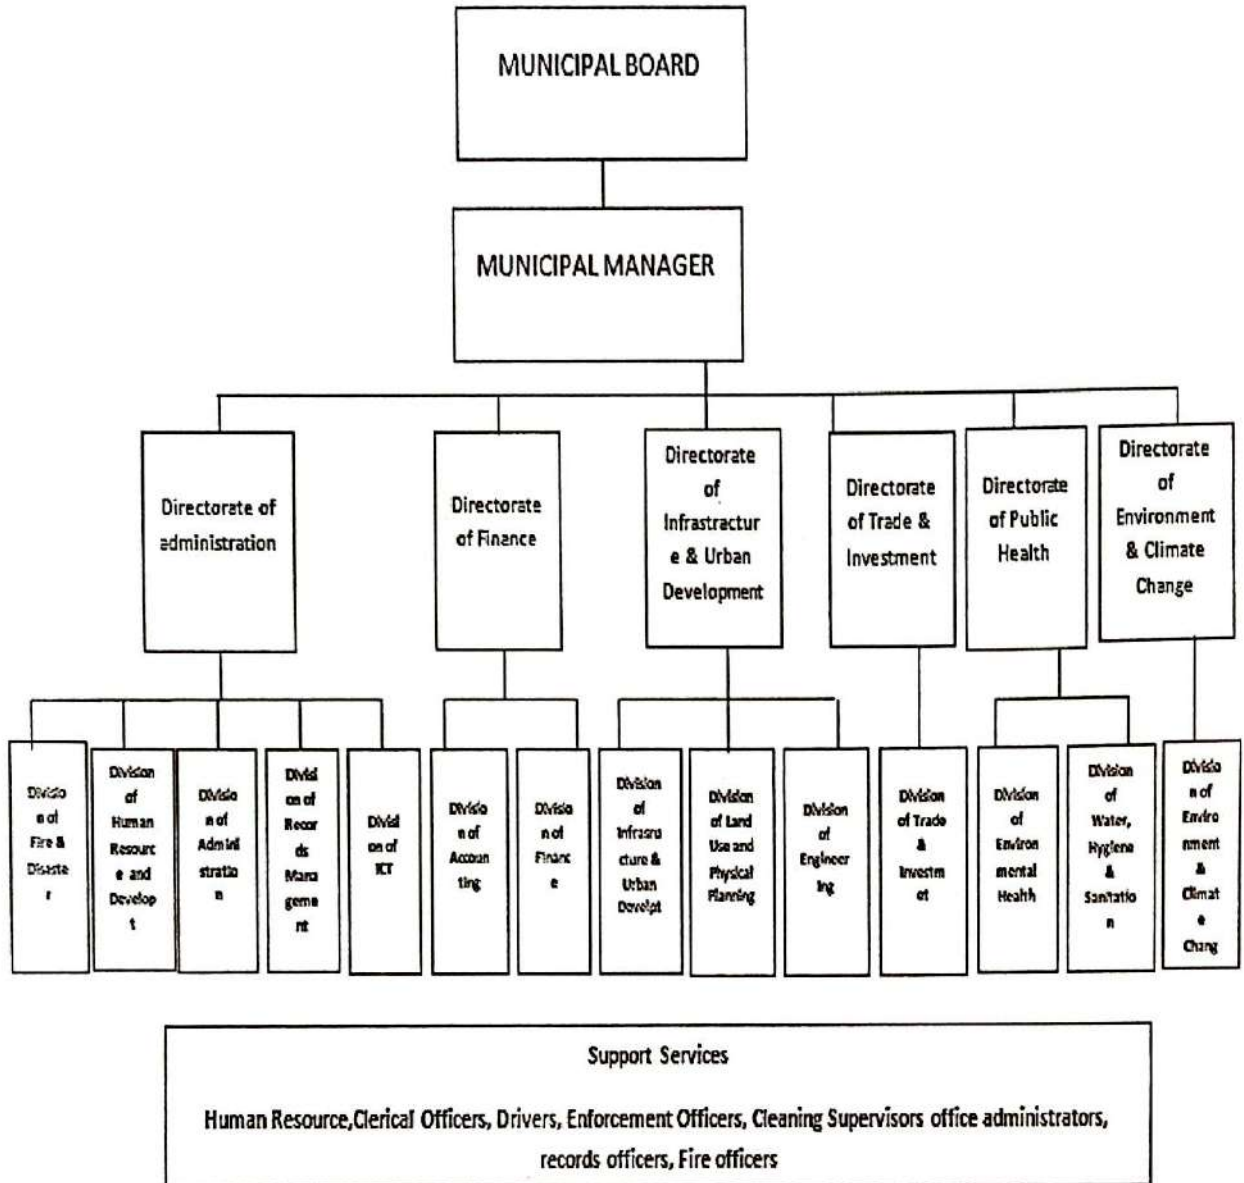 MUNICIPAL BOARD
MUNICIPAL MANAGER
Directorate of
administration
Directorate
of Finance
Directorate
of
Infrastractur
e & Urban
Development
Directorate
of Trade &
Investment
Directorate
of Public
Health
Directorate
of
Environment
& Climate
Change
Divisio
n of
Fire &
Disaste
r
Division
of
Human
Resourc
e and
Develop
t
Divisio
n of
Admini
stratio
n
Divisi
on of
Recor
ds
Mana
geme
nt
Divisi
on of
ICT
Divisio
n of
Accoun
ting
Divisio
n of
Financ
e
Division
of
Infrasru
cture &
Urban
Develpt
Division
of Land
Use and
Physical
Planning
Division
of
Engineer
ing
Division
of Trade
&
Investm
et
Division
of
Environ
mental
Health
Division
of
Water,
Hygiene
&
Sanitatio
n
Divisio
n of
Enviro
nment
&
Climat
e
Chang
Support Services
Human Resource,Clerical Officers, Drivers, Enforcement Officers, Cleaning Supervisors office administrators,
records officers, Fire officers